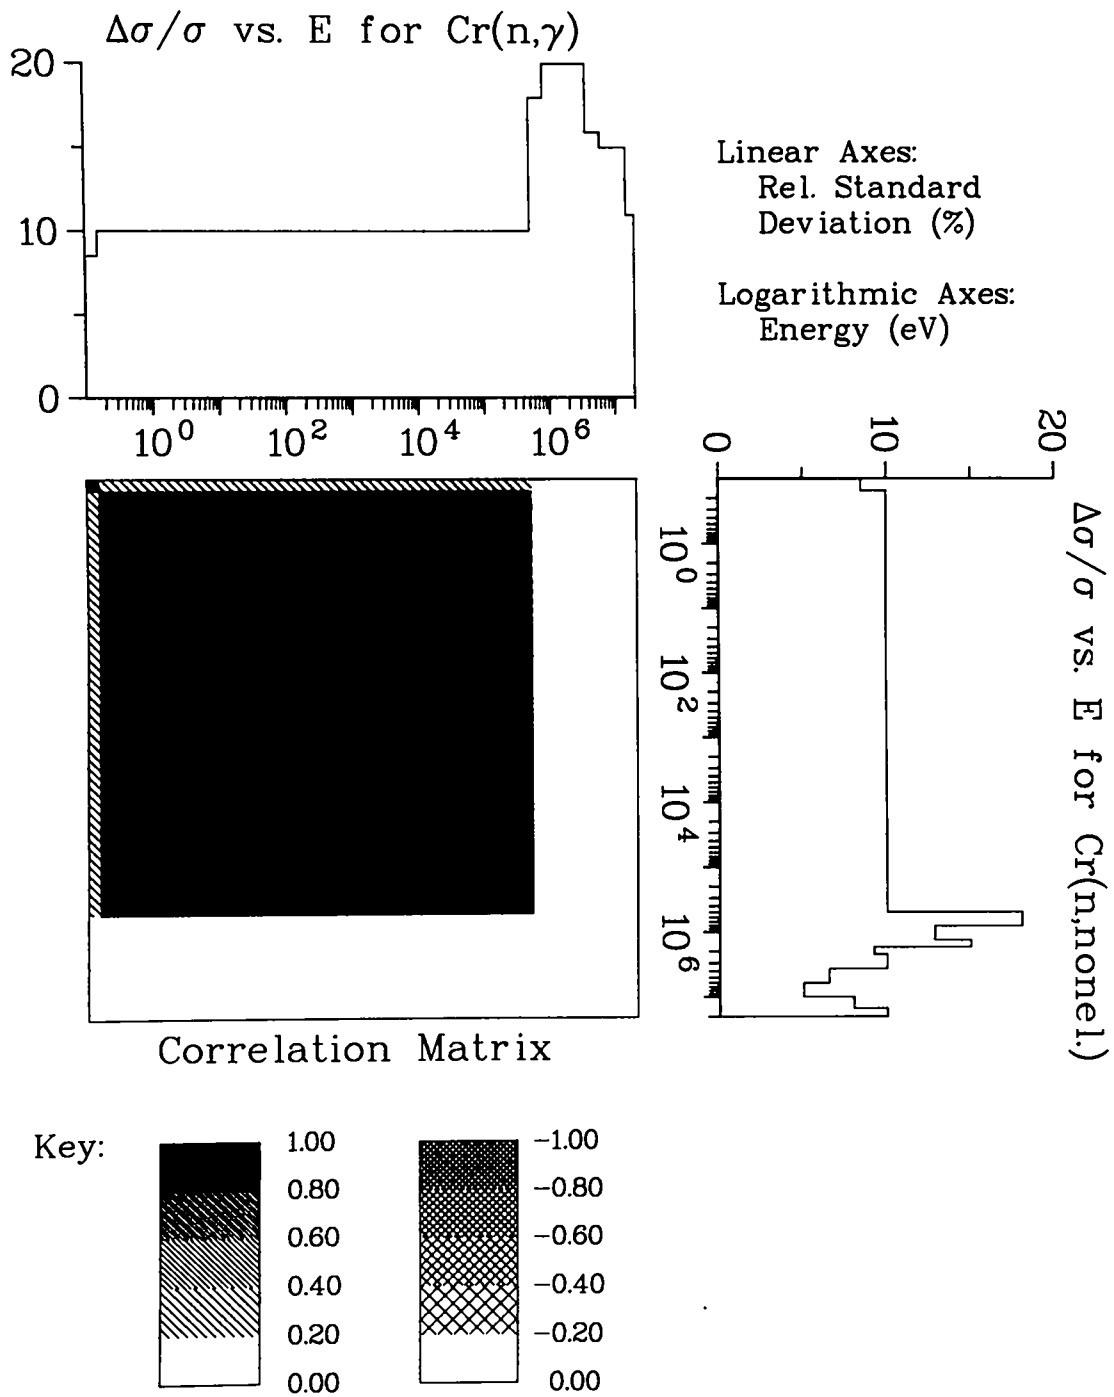 Δσ/σ vs. E for Cr(n,γ)
20
10
0
10⁰ 10² 10⁴ 10⁶
Linear Axes:
Rel. Standard
Deviation (%)
Logarithmic Axes:
Energy (eV)
0 10 20
10⁰
10²
10⁴
10⁶
Δσ/σ vs. E for Cr(n,nonel.)
Correlation Matrix
Key:
1.00
0.80
0.60
0.40
0.20
0.00
-1.00
-0.80
-0.60
-0.40
-0.20
0.00